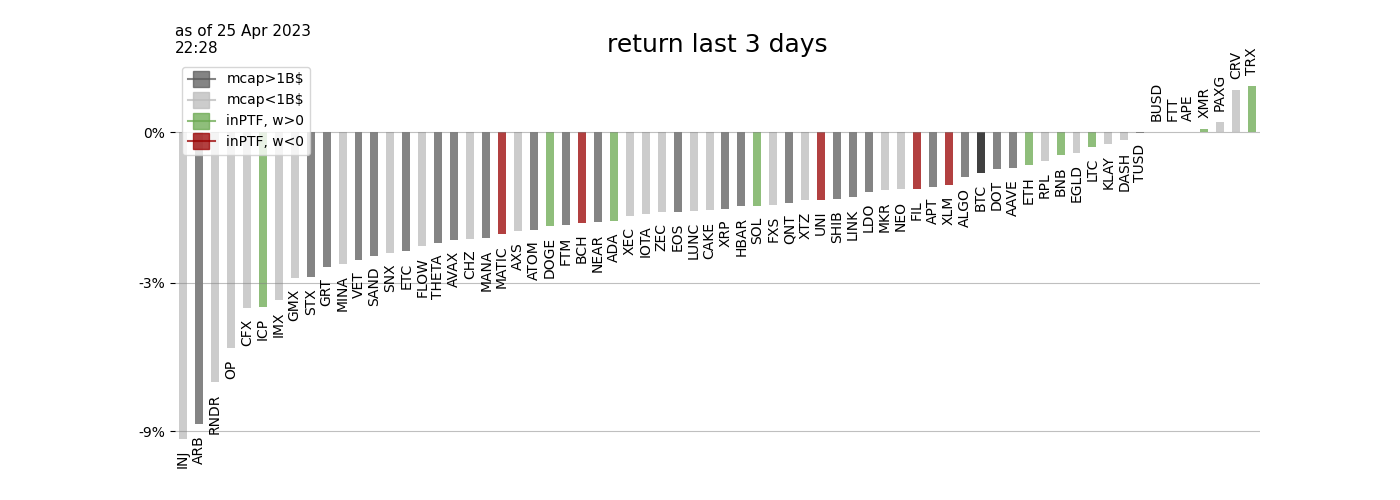 as of 25 Apr 2023
22:28
return last 3 days
mcap>1B$
mcap<1B$
inPTF, w>0
inPTF, w<0
0%
-3%
-9%
INJ
ARB
RNDR
OP
CFX
ICP
IMX
GMX
STX
GRT
MINA
VET
SAND
SNX
ETC
FLOW
THETA
AVAX
CHZ
MANA
MATIC
AXS
ATOM
DOGE
FTM
BCH
NEAR
ADA
XEC
IOTA
ZEC
EOS
LUNC
CAKE
XRP
HBAR
SOL
FXS
QNT
XTZ
UNI
SHIB
LINK
LDO
MKR
NEO
FIL
APT
XLM
ALGO
BTC
DOT
AAVE
ETH
RPL
BNB
EGLD
LTC
KLAY
DASH
TUSD
BUSD
FTT
APE
XMR
PAXG
CRV
TRX